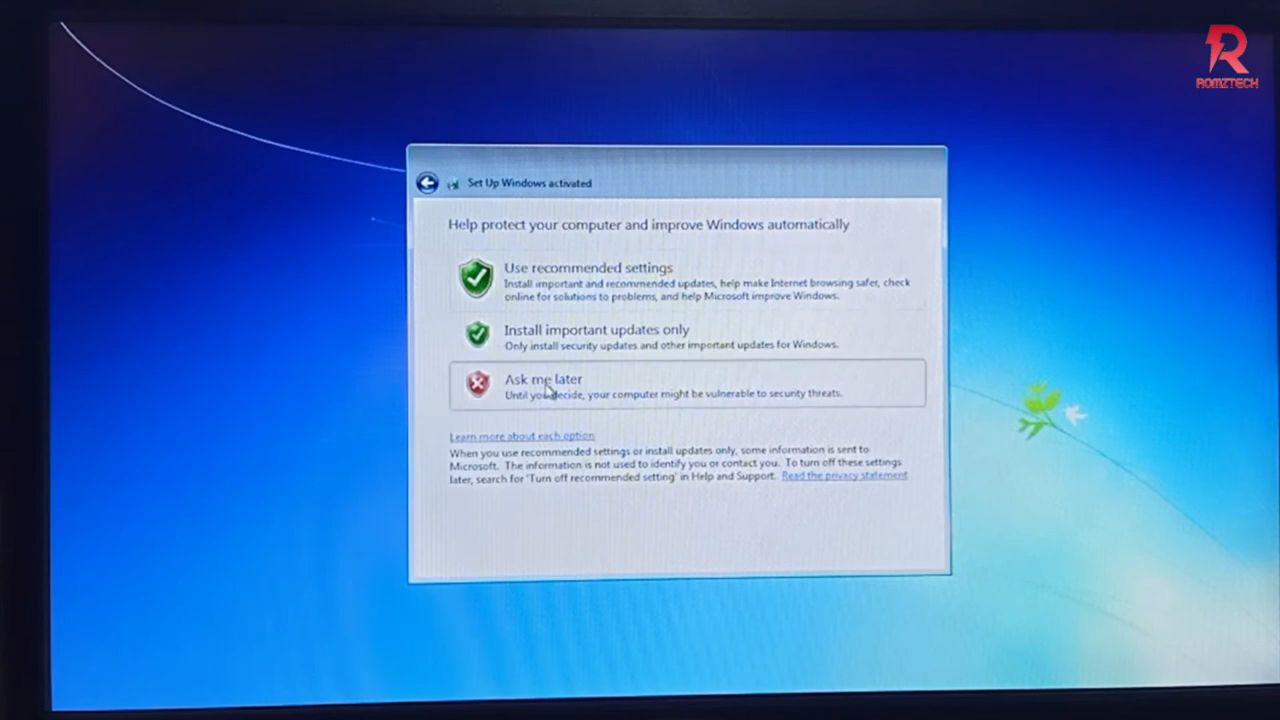 ROMZTECH
Set Up Windows activated
Help protect your computer and improve Windows automatically
Use recommended settings
Install important and recommended updates, help make Internet browsing safer, check
online for solutions to problems, and help Microsoft improve Windows.
Install important updates only
Only install security updates and other important updates for Windows.
Ask me later
Until you decide, your computer might be vulnerable to security threats.
Learn more about each option
When you use recommended settings or install updates only, some information is sent to
Microsoft. The information is not used to identify you or contact you. To turn off these settings
later, search for 'Turn off recommended setting' in Help and Support. Read the privacy statement